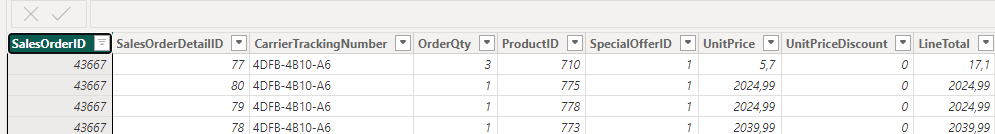 SalesOrderID SalesOrderDetailID CarrierTrackingNumber OrderQty ProductID SpecialOfferID UnitPrice UnitPriceDiscount LineTotal
43667 77 4DFB-4B10-A6 3 710 1 5,7 0 17,1
43667 80 4DFB-4B10-A6 1 775 1 2024,99 0 2024,99
43667 79 4DFB-4B10-A6 1 778 1 2024,99 0 2024,99
43667 78 4DFB-4B10-A6 1 773 1 2039,99 0 2039,99